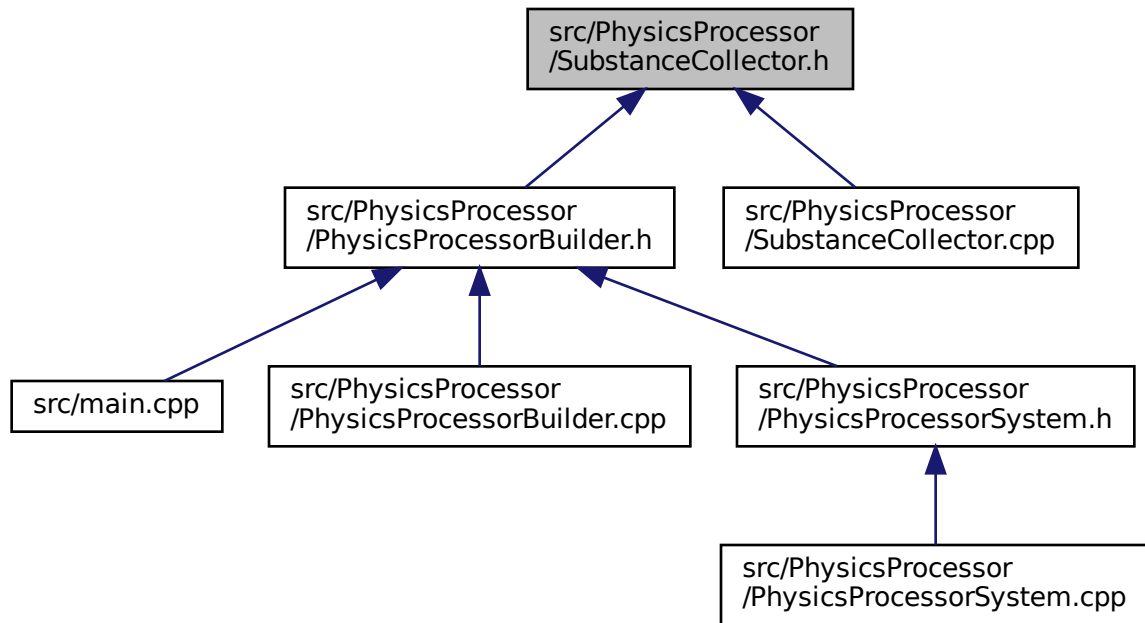 src/PhysicsProcessor
/SubstanceCollector.h
src/PhysicsProcessor
/PhysicsProcessorBuilder.h
src/PhysicsProcessor
/SubstanceCollector.cpp
src/main.cpp
src/PhysicsProcessor
/PhysicsProcessorBuilder.cpp
src/PhysicsProcessor
/PhysicsProcessorSystem.h
src/PhysicsProcessor
/PhysicsProcessorSystem.cpp